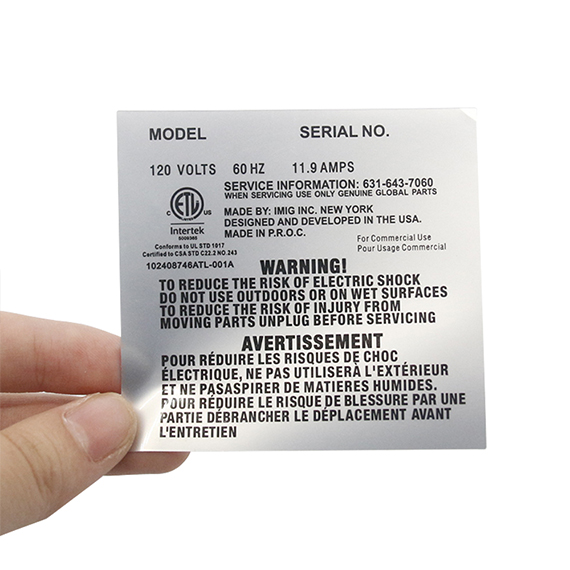 MODEL SERIAL NO.
120 VOLTS 60 HZ 11.9 AMPS
SERVICE INFORMATION: 631-643-7060
WHEN SERVICING USE ONLY GENUINE GLOBAL PARTS
C ETL US
LISTED
Intertek
5009385
MADE BY: IMIG INC. NEW YORK
DESIGNED AND DEVELOPED IN THE USA.
MADE IN P.R.O.C.
For Commercial Use
Pour Usage Commercial
Conforms to UL STD 1017
Certified to CSA STD C22.2 NO.243
102408746ATL-001A
WARNING!
TO REDUCE THE RISK OF ELECTRIC SHOCK
DO NOT USE OUTDOORS OR ON WET SURFACES
TO REDUCE THE RISK OF INJURY FROM
MOVING PARTS UNPLUG BEFORE SERVICING
AVERTISSEMENT
POUR RÉDUIRE LES RISQUES DE CHOC
ÉLECTRIQUE, NE PAS UTILISERÀ L'EXTÉRIEUR
ET NE PASASPIRER DE MATIERES HUMIDES.
POUR RÉDUIRE LE RISQUE DE BLESSURE PAR UNE
PARTIE DÉBRANCHER LE DÉPLACEMENT AVANT
L'ENTRETIEN